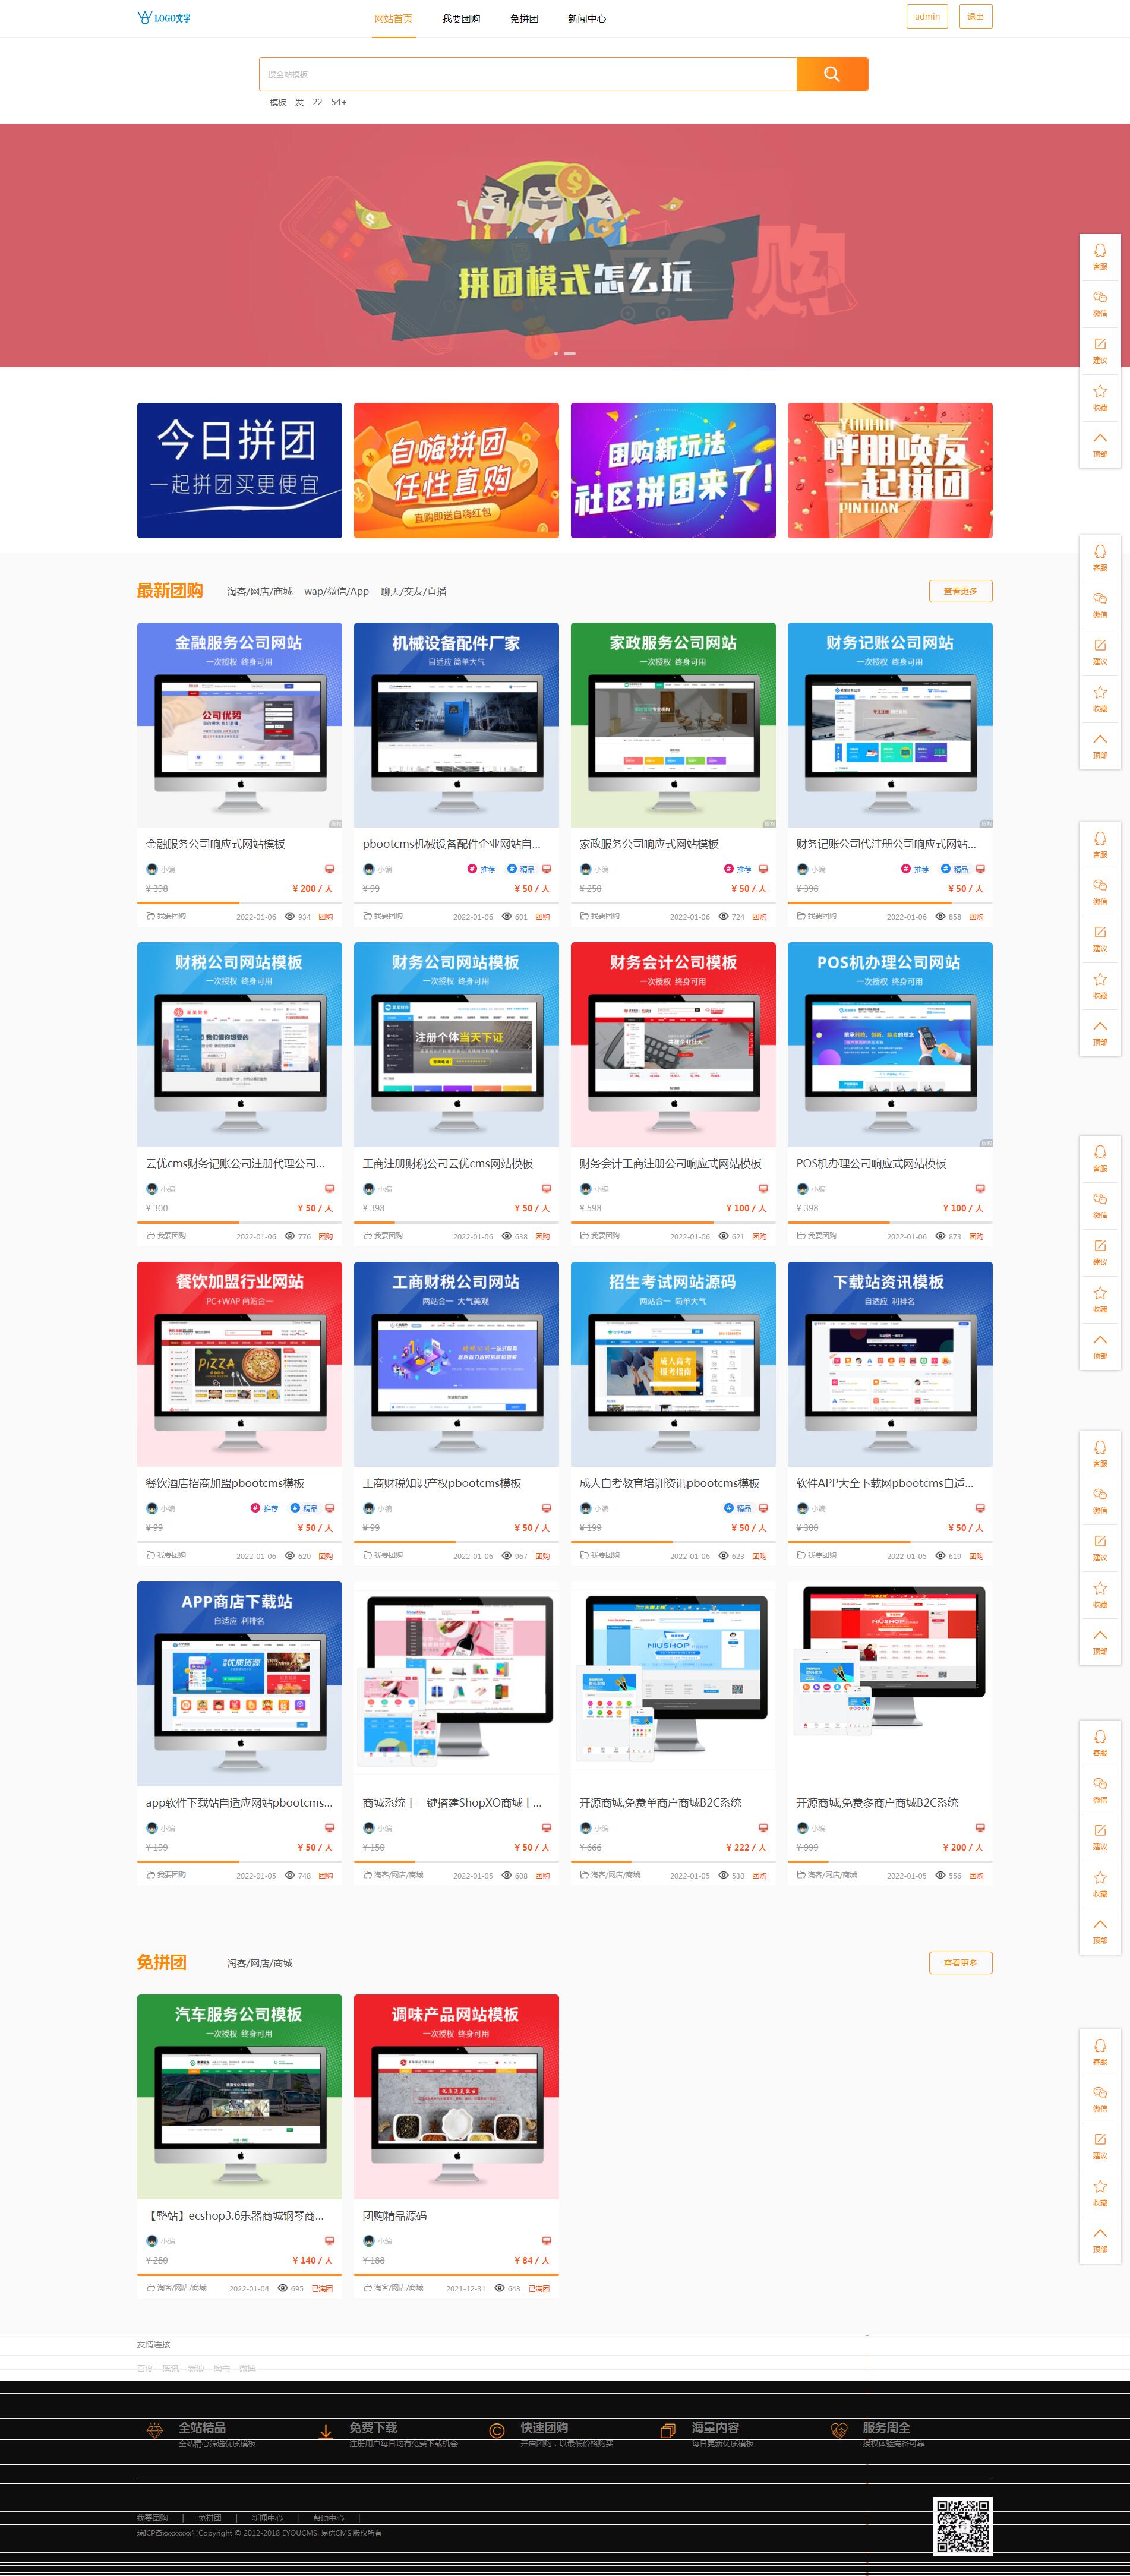 LOGO文字
网站首页 我要团购 免拼团 新闻中心
admin 退出
搜全站模板
模板 发 22 54+
拼团模式怎么玩
购
客服
微信
建议
收藏
顶部
今日拼团
一起拼团买更便宜
自嗨拼团
任性直购
直购即送自嗨红包
团购新玩法
社区拼团来了!
呼朋唤友
一起拼团
PINTUAN
最新团购 淘客/网店/商城 wap/微信/App 聊天/交友/直播 查看更多
金融服务公司网站
一次授权 终身可用
公司优势
机械设备配件厂家
自适应 简单大气
家政服务公司网站
一次授权 终身可用
财务记账公司网站
一次授权 终身可用
金融服务公司响应式网站模板
小编
¥ 398 ¥ 200 / 人
我要团购 2022-01-06 934 团购
pbootcms机械设备配件企业网站自...
小编 推荐 精品
¥ 99 ¥ 50 / 人
我要团购 2022-01-06 601 团购
家政服务公司响应式网站模板
小编 推荐
¥ 250 ¥ 50 / 人
我要团购 2022-01-06 724 团购
财务记账公司代注册公司响应式网站...
小编 推荐 精品
¥ 398 ¥ 50 / 人
我要团购 2022-01-06 858 团购
财税公司网站模板
一次授权 终身可用
我们懂你想要的
财务公司网站模板
一次授权 终身可用
注册个体当天下证
财务会计公司模板
一次授权 终身可用
POS机办理公司网站
一次授权 终身可用
云优cms财务记账公司注册代理公司...
小编
¥ 300 ¥ 50 / 人
我要团购 2022-01-06 776 团购
工商注册财税公司云优cms网站模板
小编
¥ 398 ¥ 50 / 人
我要团购 2022-01-06 638 团购
财务会计工商注册公司响应式网站模板
小编
¥ 598 ¥ 100 / 人
我要团购 2022-01-06 621 团购
POS机办理公司响应式网站模板
小编
¥ 398 ¥ 100 / 人
我要团购 2022-01-06 873 团购
餐饮加盟行业网站
PC+WAP 两站合一
PIZZA
工商财税公司网站
两站合一 大气美观
招生考试网站源码
两站合一 简单大气
成人高考
报考指南
下载站资讯模板
自适应 利排名
餐饮酒店招商加盟pbootcms模板
小编 推荐 精品
¥ 99 ¥ 50 / 人
我要团购 2022-01-06 620 团购
工商财税知识产权pbootcms模板
小编
¥ 99 ¥ 50 / 人
我要团购 2022-01-06 967 团购
成人自考教育培训资讯pbootcms模板
小编 精品
¥ 199 ¥ 50 / 人
我要团购 2022-01-06 623 团购
软件APP大全下载网pbootcms自适...
小编
¥ 300 ¥ 50 / 人
我要团购 2022-01-05 619 团购
APP商店下载站
自适应 利排名
优质资源
NIUSHOP
NIUSHOP
app软件下载站自适应网站pbootcms...
小编
¥ 199 ¥ 50 / 人
我要团购 2022-01-05 748 团购
商城系统丨一键搭建ShopXO商城丨...
小编
¥ 150 ¥ 50 / 人
淘客/网店/商城 2022-01-05 608 团购
开源商城,免费单商户商城B2C系统
小编
¥ 666 ¥ 222 / 人
淘客/网店/商城 2022-01-05 530 团购
开源商城,免费多商户商城B2C系统
小编
¥ 999 ¥ 200 / 人
淘客/网店/商城 2022-01-05 556 团购
免拼团 淘客/网店/商城 查看更多
汽车服务公司模板
一次授权 终身可用
调味产品网站模板
一次授权 终身可用
【整站】ecshop3.6乐器商城钢琴商...
小编
¥ 280 ¥ 140 / 人
淘客/网店/商城 2022-01-04 695 已满团
团购精品源码
小编
¥ 188 ¥ 84 / 人
淘客/网店/商城 2021-12-31 643 已满团
友情连接
百度 腾讯 新浪 淘宝 微博
全站精品
全站精心筛选优质模板
免费下载
注册用户每日均有免费下载机会
快速团购
开启团购，以最低价格购买
海量内容
每日更新优质模板
服务周全
授权体验完备可靠
我要团购 | 免拼团 | 新闻中心 | 帮助中心 |
琼ICP备xxxxxxxx号Copyright © 2012-2018 EYOUCMS. 易优CMS 版权所有